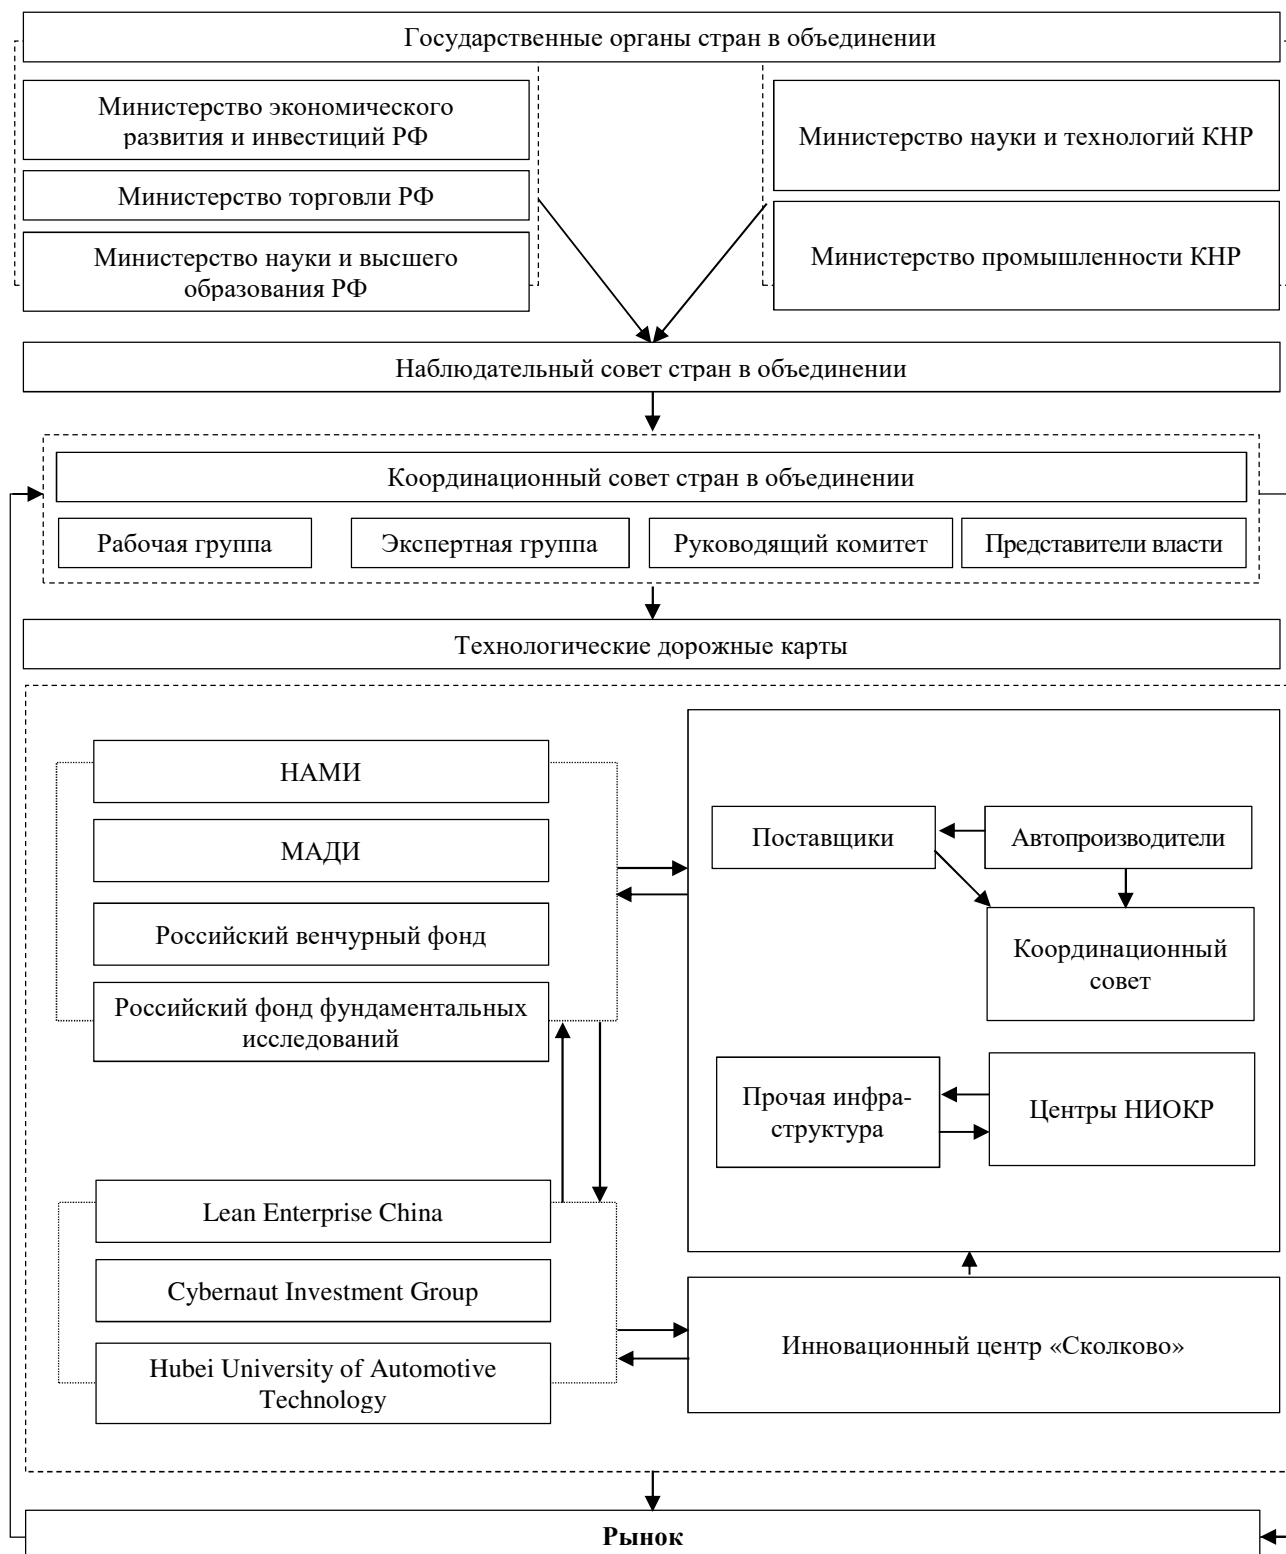 Государственные органы стран в объединении
Министерство экономического
развития и инвестиций РФ
Министерство торговли РФ
Министерство науки и высшего
образования РФ
Министерство науки и технологий КНР
Министерство промышленности КНР
Наблюдательный совет стран в объединении
Координационный совет стран в объединении
Рабочая группа
Экспертная группа
Руководящий комитет
Представители власти
Технологические дорожные карты
НАМИ
МАДИ
Российский венчурный фонд
Российский фонд фундаментальных
исследований
Поставщики
Автопроизводители
Координационный
совет
Прочая инфра-
структура
Центры НИОКР
Lean Enterprise China
Cybernaut Investment Group
Hubei University of Automotive
Technology
Инновационный центр «Сколково»
Рынок